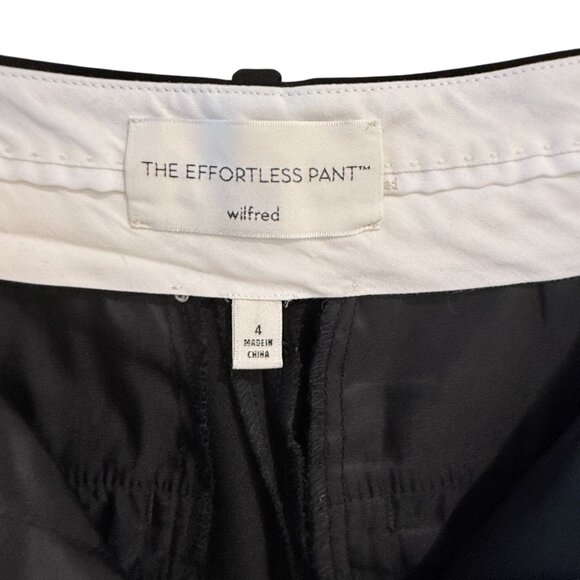 THE EFFORTLESS PANT™
wilfred
4
MADE IN
CHINA